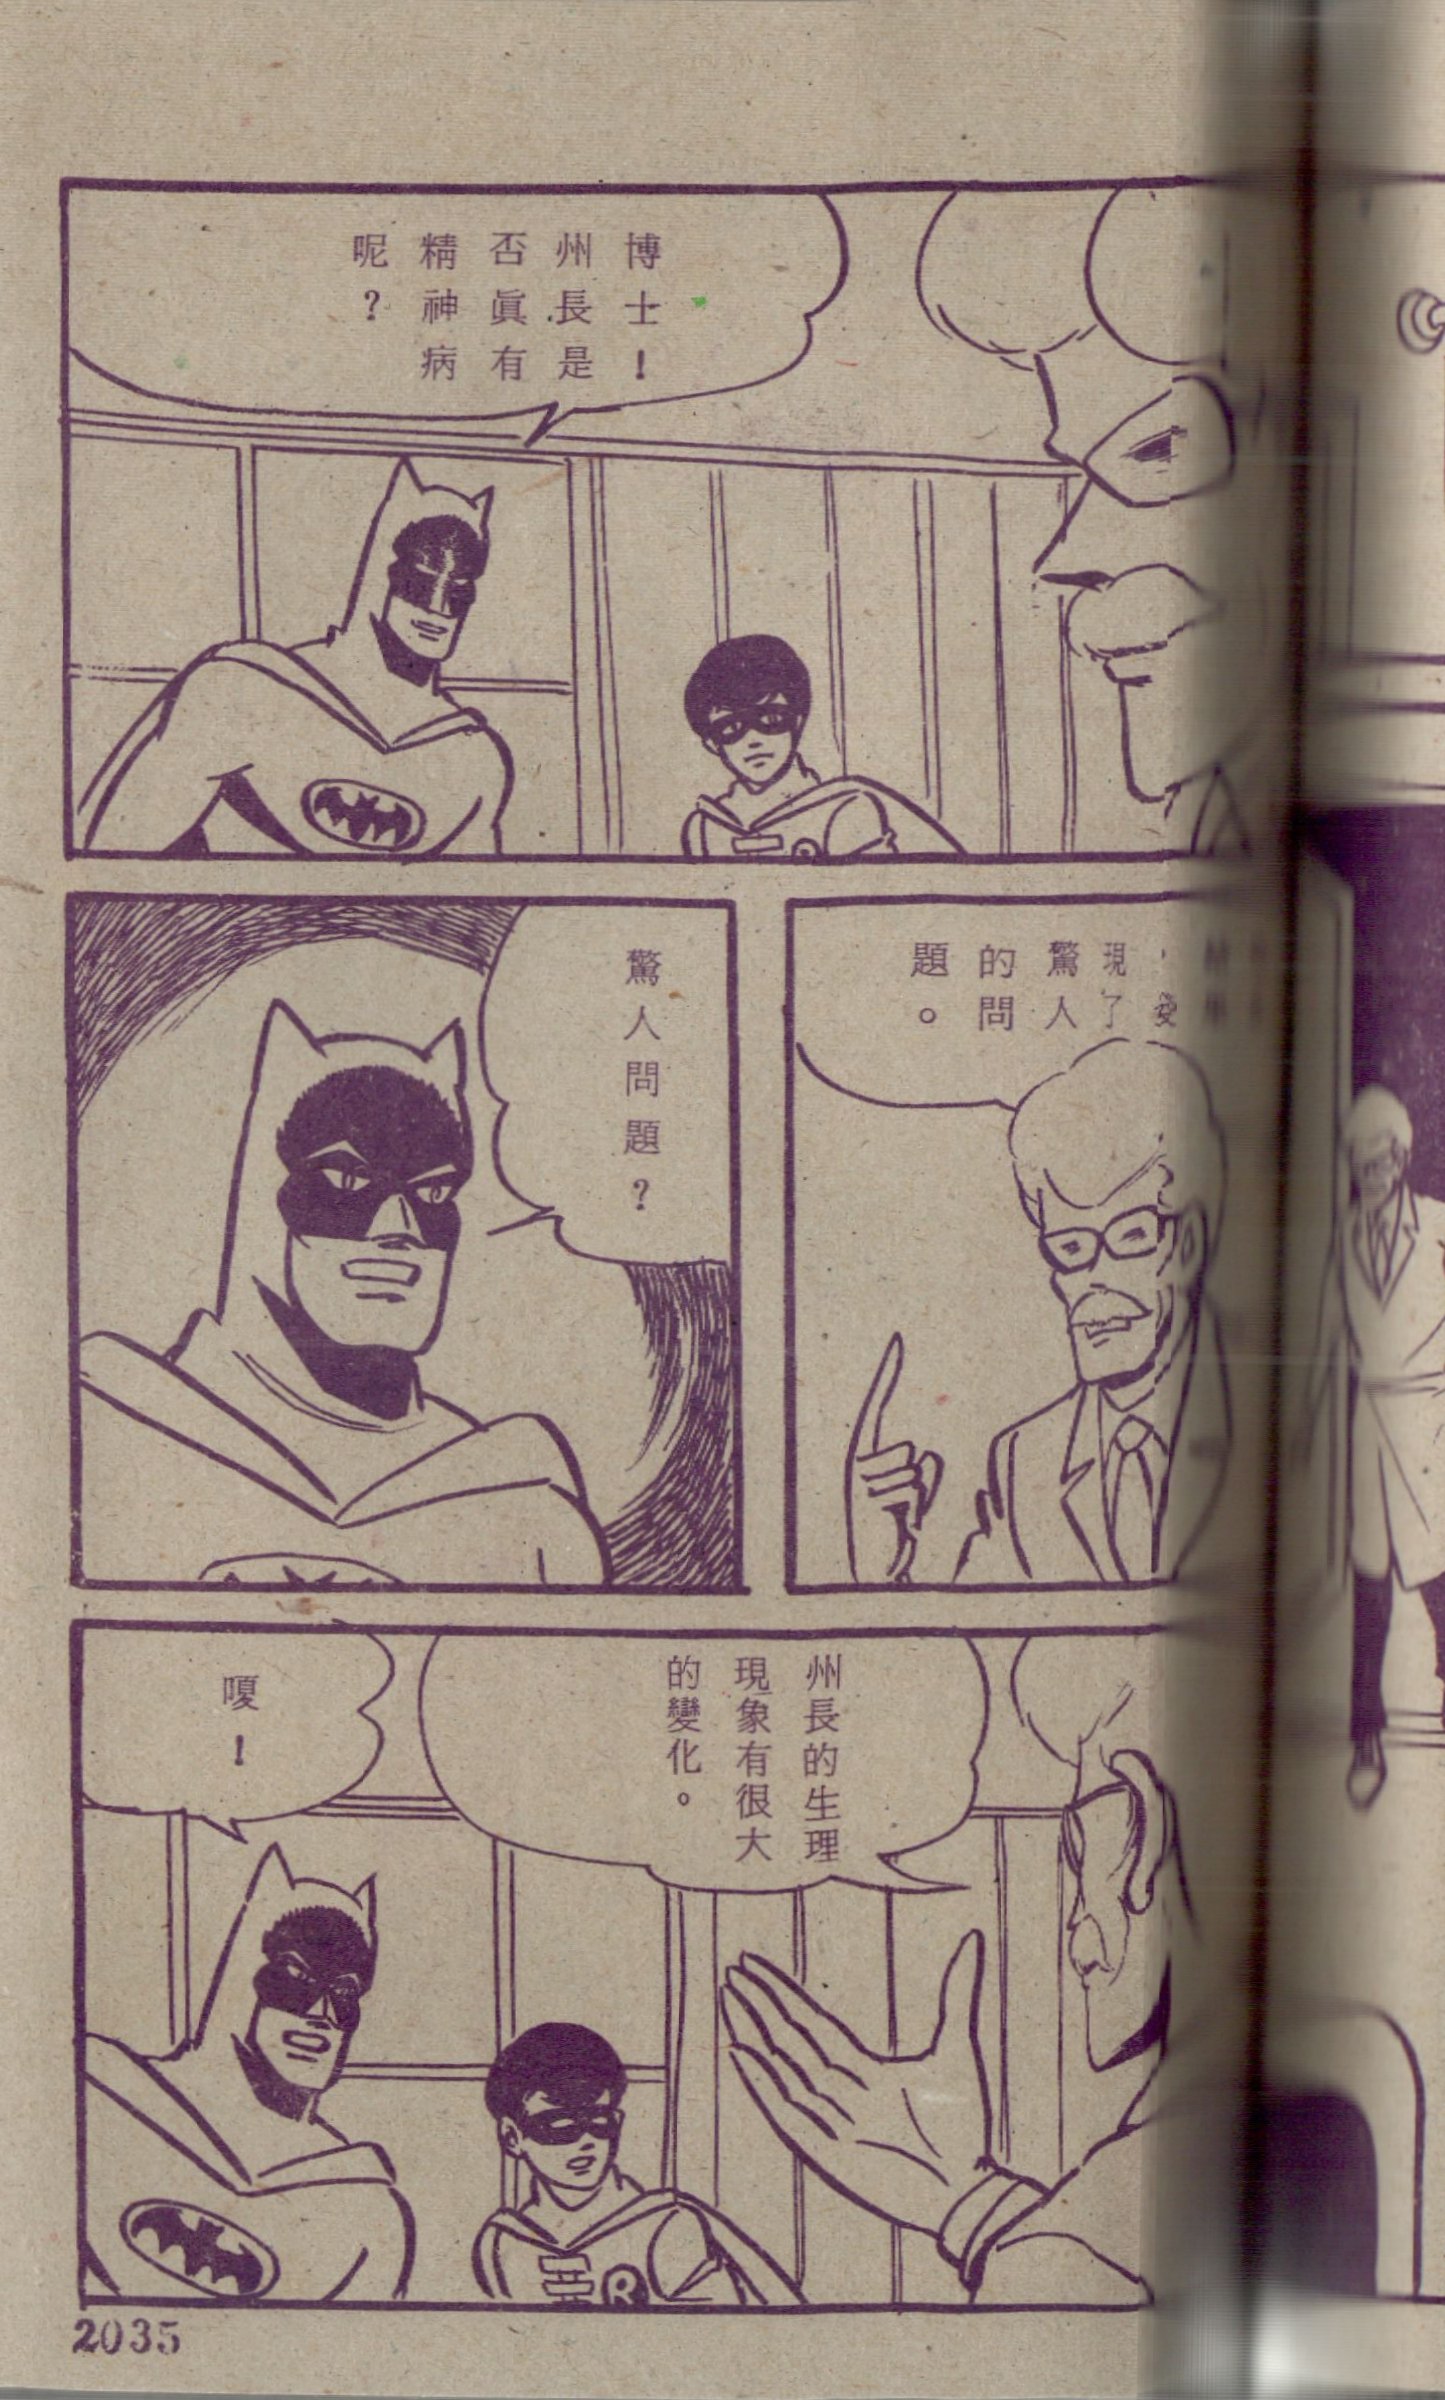 博士！
州長是
否眞有
精神病
呢？
現了
驚人
的問
題。
驚人問題？
州長的生理
現象有很大
的變化。
嗄！
R
2035